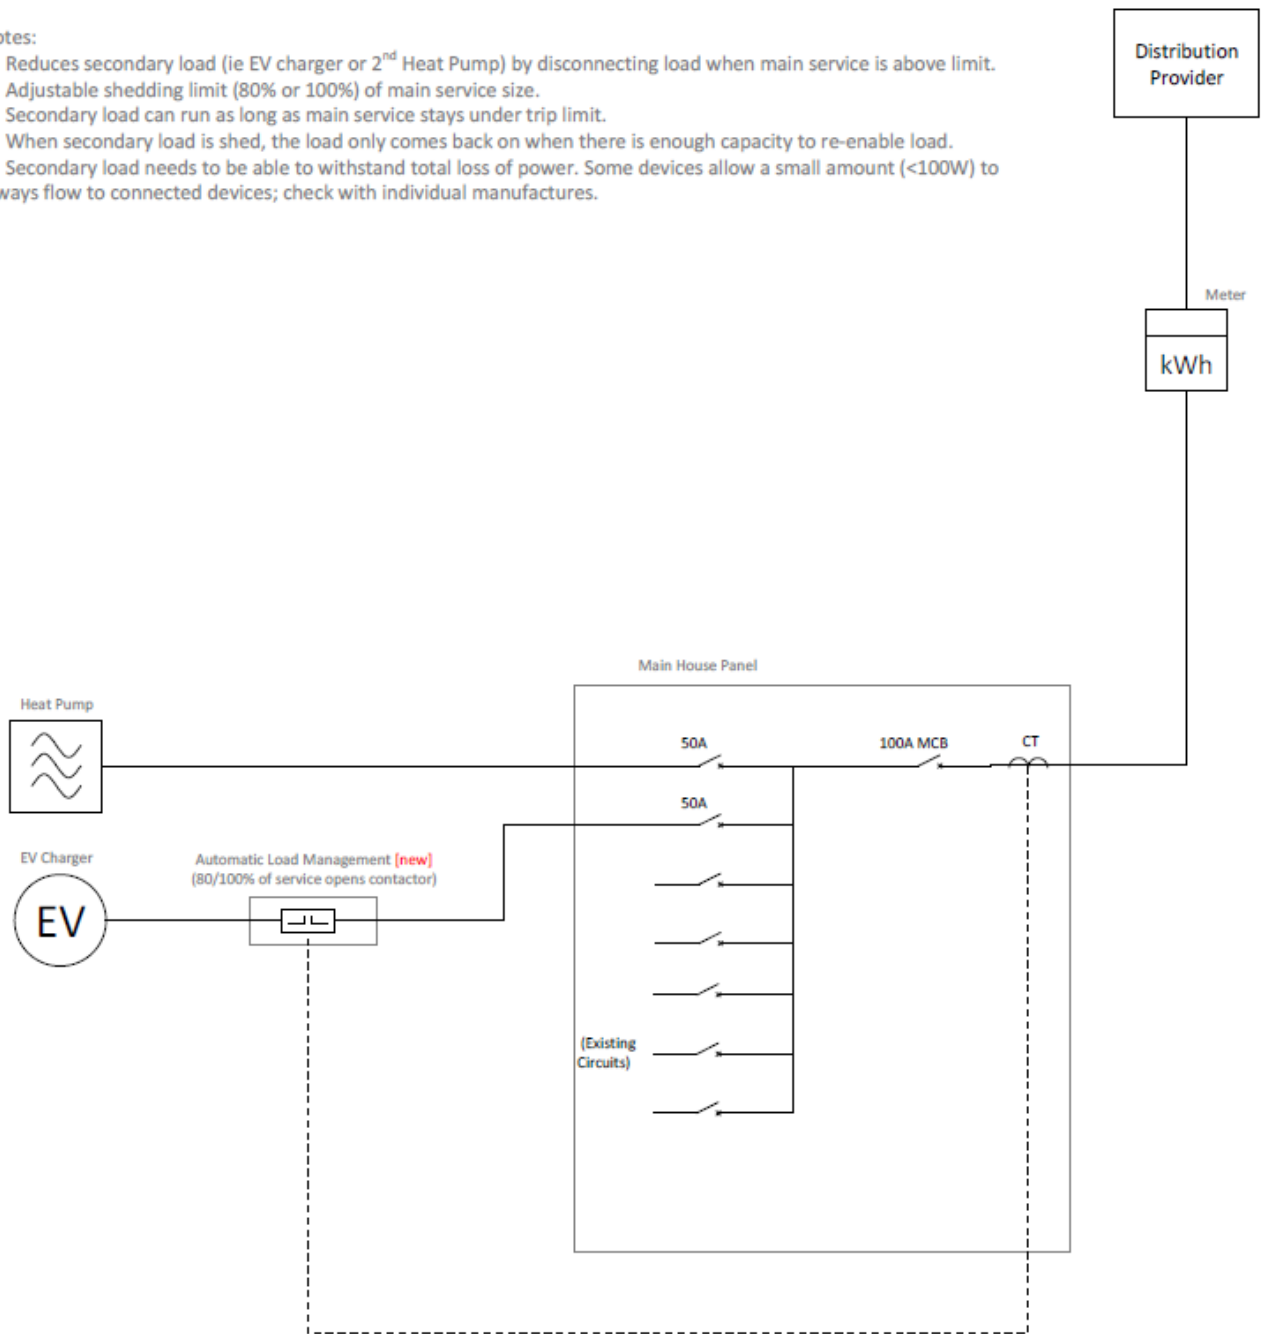 otes:
Reduces secondary load (ie EV charger or 2nd Heat Pump) by disconnecting load when main service is above limit.
Adjustable shedding limit (80% or 100%) of main service size.
Secondary load can run as long as main service stays under trip limit.
When secondary load is shed, the load only comes back on when there is enough capacity to re-enable load.
Secondary load needs to be able to withstand total loss of power. Some devices allow a small amount (<100W) to
ways flow to connected devices; check with individual manufactures.
Distribution
Provider
Meter
kWh
Main House Panel
Heat Pump
50A
100A MCB
CT
50A
EV Charger
Automatic Load Management [new]
(80/100% of service opens contactor)
EV
(Existing
Circuits)